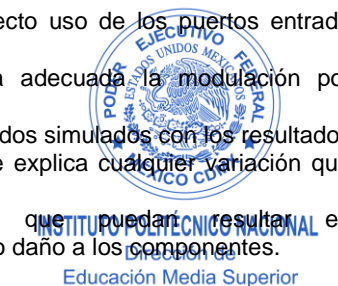 ecto uso de los puertos entrad
a adecuada la modulación po
dos simulados con los resultado
e explica cualquier variación qu
que puedan resultar e
o daño a los componentes.
PODER EJECUTIVO FEDERAL
ESTADOS UNIDOS MEXICANOS
MÉXICO CDMX
INSTITUTO POLITÉCNICO NACIONAL
Dirección de
Educación Media Superior